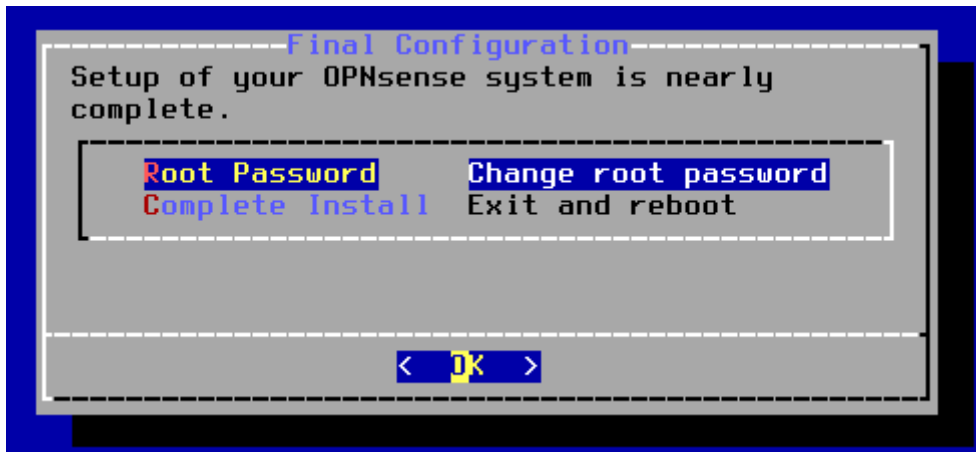 Final Configuration
Setup of your OPNsense system is nearly
complete.
Root Password Change root password
Complete Install Exit and reboot
< OK >